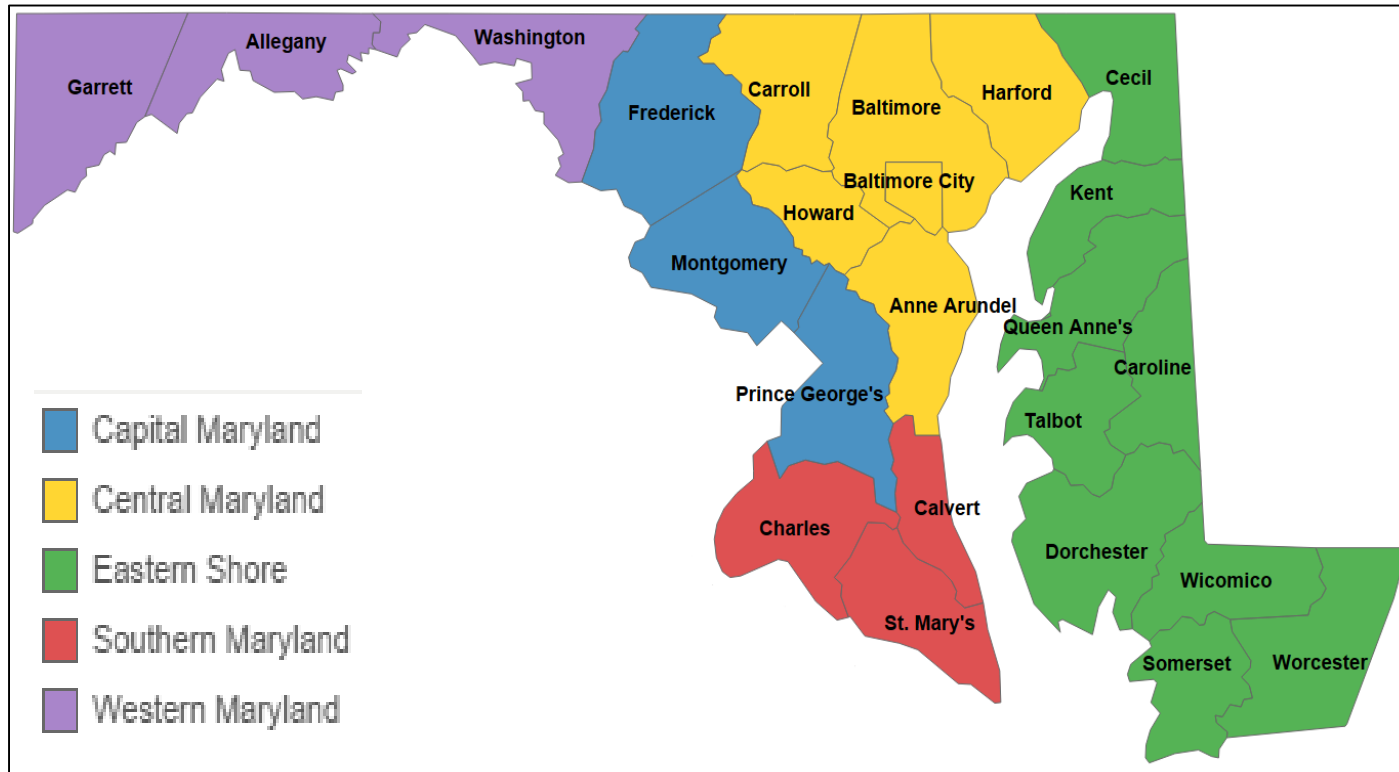 Garrett
Allegany
Washington
Frederick
Carroll
Baltimore
Harford
Cecil
Baltimore City
Howard
Kent
Montgomery
Anne Arundel
Queen Anne's
Caroline
Prince George's
Talbot
Charles
Calvert
Dorchester
Wicomico
St. Mary's
Somerset
Worcester
Capital Maryland
Central Maryland
Eastern Shore
Southern Maryland
Western Maryland